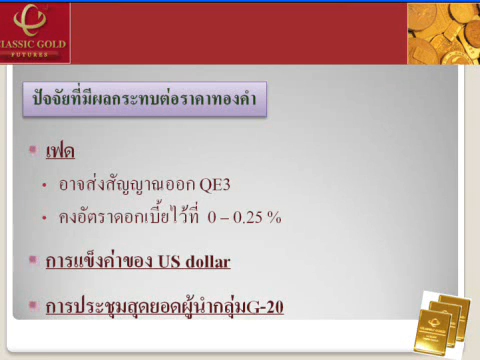 CLASSIC GOLD
FUTURES
ปัจจัยที่มีผลกระทบต่อราคาทองคำ
เฟด
อาจส่งสัญญาณออก QE3
คงอัตราดอกเบี้ยไว้ที่ 0 – 0.25 %
การแข็งค่าของ US dollar
การประชุมสุดยอดผู้นำกลุ่มG-20
CLASSIC GOLD